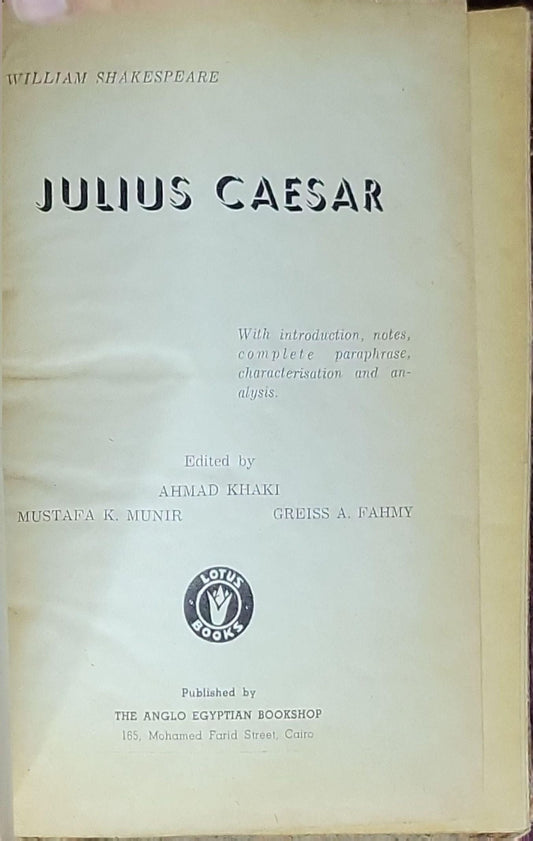 WILLIAM SHAKESPEARE
JULIUS CAESAR
With introduction, notes,
complete paraphrase,
characterisation and an-
alysis.
Edited by
AHMAD KHAKI
MUSTAFA K. MUNIR GREISS A. FAHMY
LOTUS
BOOKS
Published by
THE ANGLO EGYPTIAN BOOKSHOP
165, Mohamed Farid Street, Cairo